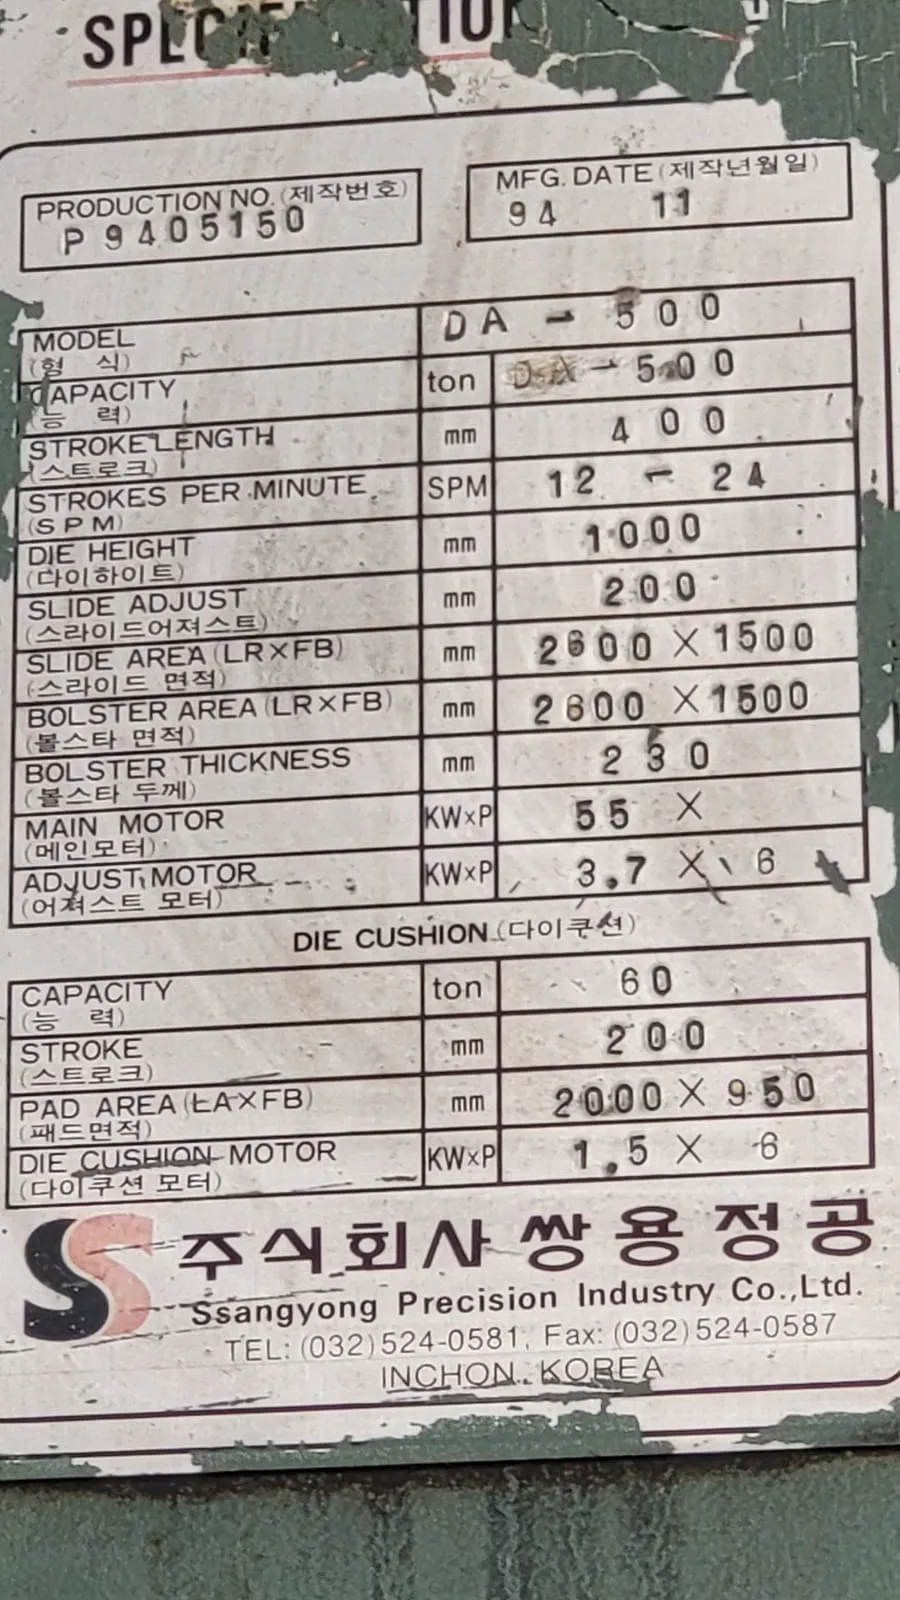 PRODUCTION NO. (제작번호)
P9405150
MFG. DATE (제작년월일)
94 11
MODEL
(형 식)
DA - 500
CAPACITY
(능 력)
ton
DA - 500
STROKE LENGTH
(스트로크)
mm
400
STROKES PER MINUTE
(SPM)
SPM
12 - 24
DIE HEIGHT
(다이하이트)
mm
1000
SLIDE ADJUST
(스라이드어져스트)
mm
200
SLIDE AREA (LR×FB)
(스라이드 면적)
mm
2600 × 1500
BOLSTER AREA (LR×FB)
(볼스타 면적)
mm
2600 × 1500
BOLSTER THICKNESS
(볼스타 두께)
mm
230
MAIN MOTOR
(메인모터)
KW×P
55 ×
ADJUST MOTOR
(어져스트 모터)
KW×P
3.7 × 6
DIE CUSHION (다이쿠션)
CAPACITY
(능 력)
ton
60
STROKE
(스트로크)
mm
200
PAD AREA (LA×FB)
(패드면적)
mm
2000 × 950
DIE CUSHION MOTOR
(다이쿠션 모터)
KW×P
1.5 × 6
주식회사 쌍용정공
Ssangyong Precision Industry Co.,Ltd.
TEL: (032)524-0581, Fax: (032)524-0587
INCHON, KOREA